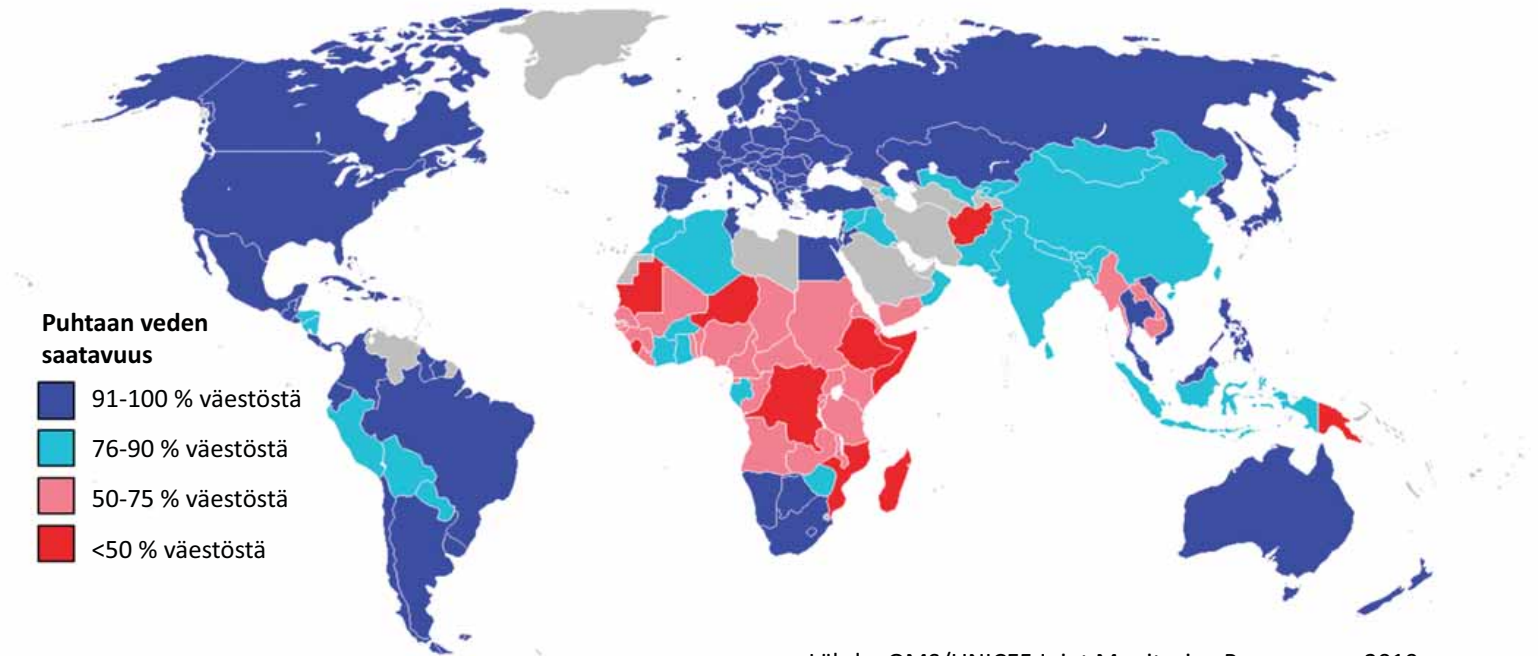 Puhtaan veden
saatavuus
91-100 % väestöstä
76-90 % väestöstä
50-75 % väestöstä
<50 % väestöstä